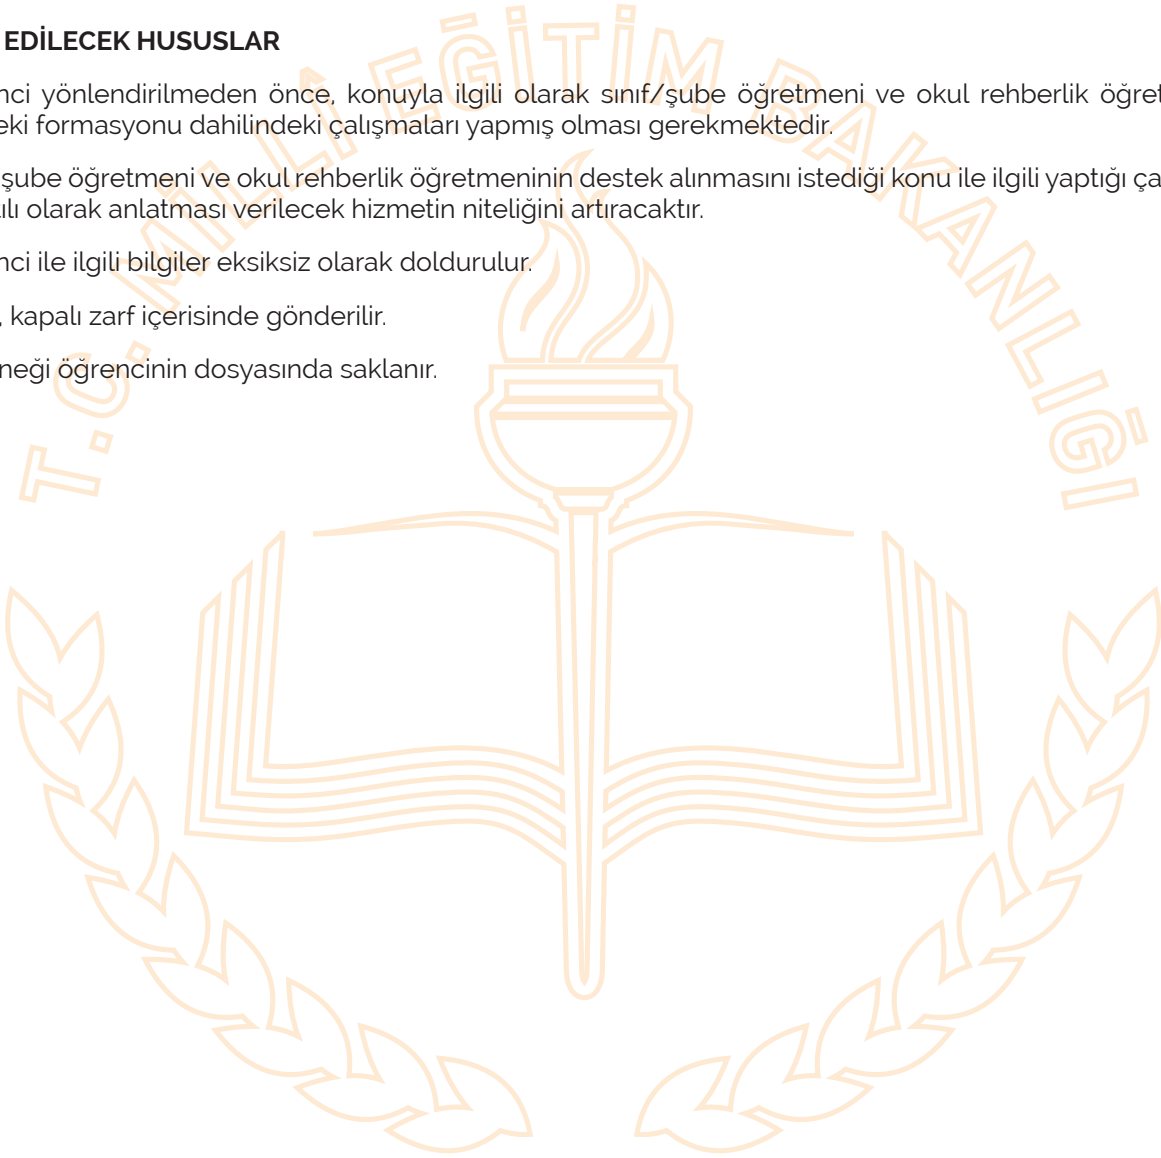 EDİLECEK HUSUSLAR
nci yönlendirilmeden önce, konuyla ilgili olarak sınıf/şube öğretmeni ve okul rehberlik öğret
eki formasyonu dahilindeki çalışmaları yapmış olması gerekmektedir.
şube öğretmeni ve okul rehberlik öğretmeninin destek alınmasını istediği konu ile ilgili yaptığı ça
ılı olarak anlatması verilecek hizmetin niteliğini artıracaktır.
nci ile ilgili bilgiler eksiksiz olarak doldurulur.
, kapalı zarf içerisinde gönderilir.
neği öğrencinin dosyasında saklanır.
T.C. MİLLÎ EĞİTİM BAKANLIĞI